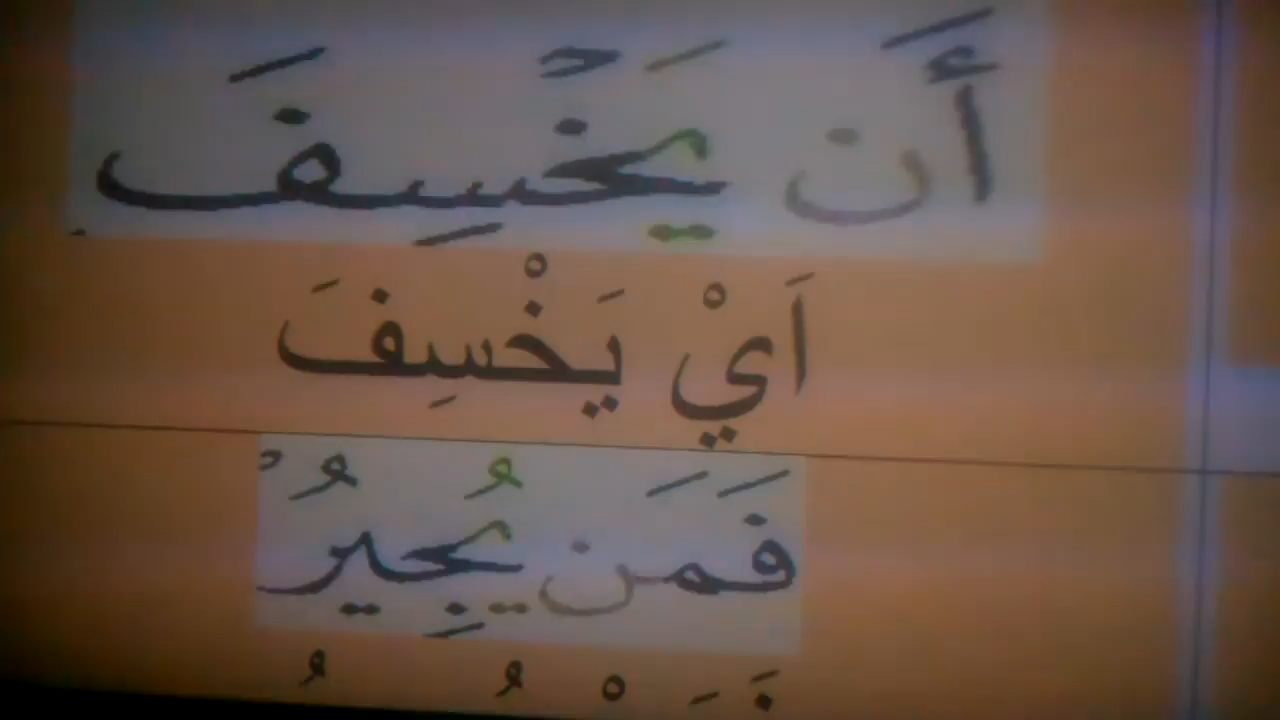 أَن يَخْسِفَ
اَيْ يَخْسِفَ
فَمَن يُجِيرُ